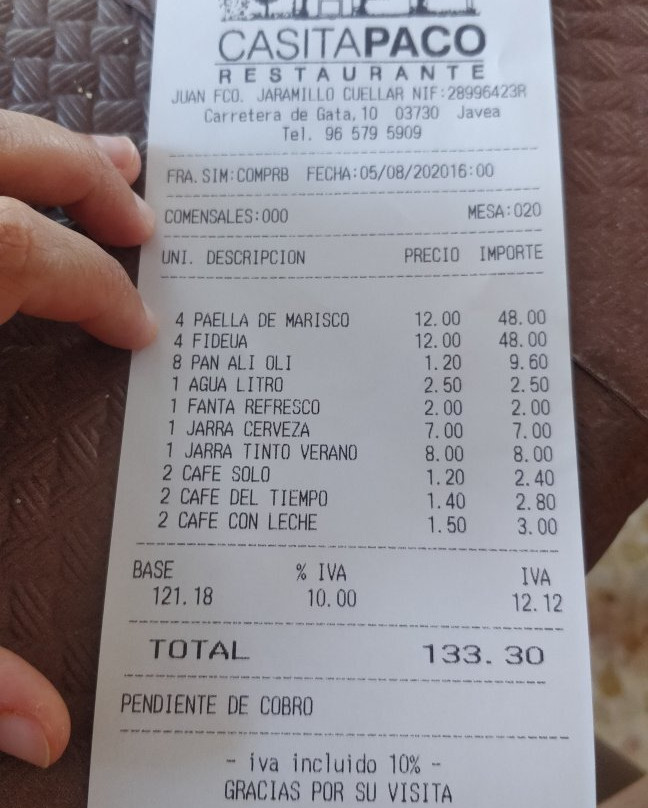 CASITAPACO
RESTAURANTE
JUAN FCO. JARAMILLO CUELLAR NIF:28996423R
Carretera de Gata,10 03730 Javea
Tel. 96 579 5909
FRA.SIM:COMPRB FECHA:05/08/202016:00
COMENSALES:000 MESA:020
UNI. DESCRIPCION PRECIO IMPORTE
4 PAELLA DE MARISCO 12.00 48.00
4 FIDEUA 12.00 48.00
8 PAN ALI OLI 1.20 9.60
1 AGUA LITRO 2.50 2.50
1 FANTA REFRESCO 2.00 2.00
1 JARRA CERVEZA 7.00 7.00
1 JARRA TINTO VERANO 8.00 8.00
2 CAFE SOLO 1.20 2.40
2 CAFE DEL TIEMPO 1.40 2.80
2 CAFE CON LECHE 1.50 3.00
BASE % IVA IVA
121.18 10.00 12.12
TOTAL 133.30
PENDIENTE DE COBRO
- iva incluido 10% -
GRACIAS POR SU VISITA